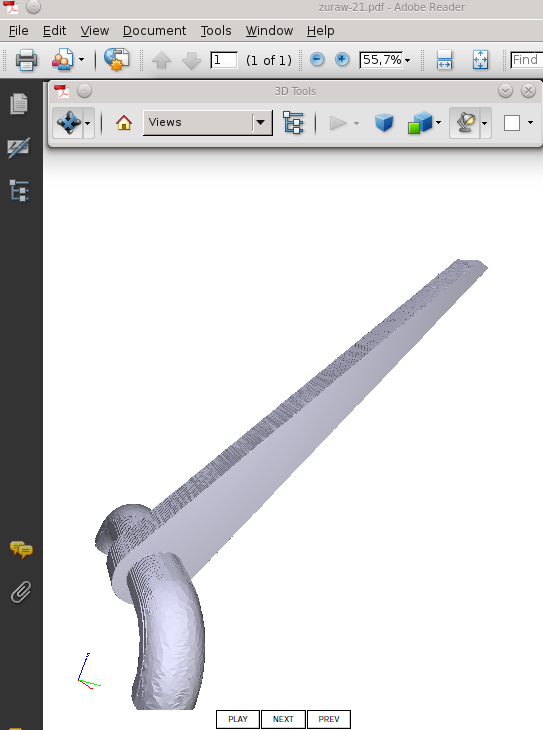 zuraw-21.pdf - Adobe Reader
File Edit View Document Tools Window Help
1 (1 of 1) 55,7% Find
3D Tools
Views
PLAY NEXT PREV